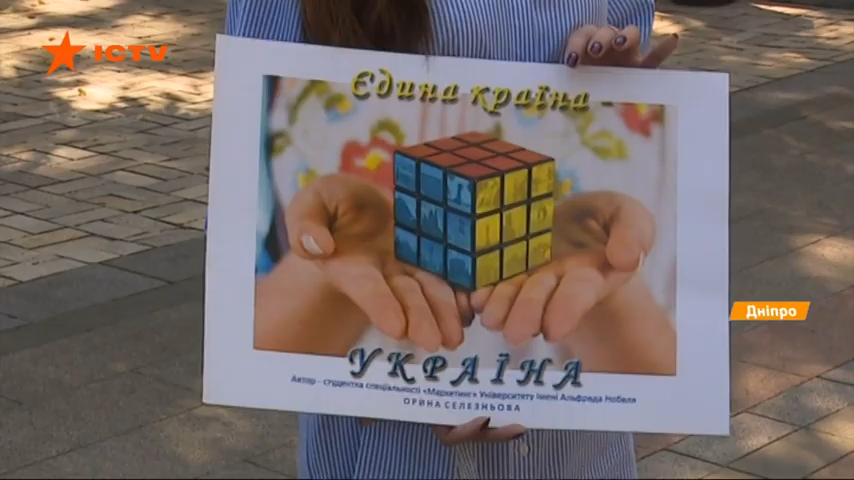 ICTV
Єдина країна -
УКРАЇНА
Автор - студентка спеціальності «Маркетинг» Університету імені Альфреда Нобеля
ОРИНА СЕЛЕЗНЬОВА
Дніпро